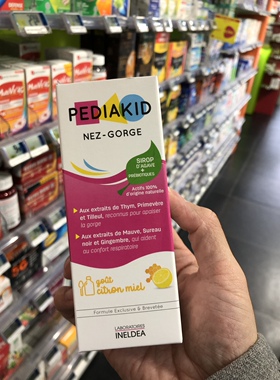 PEDIAKID
NEZ-GORGE
SIROP
D'AGAVE
+
PREBIOTIQUES
Actifs 100%
d'origine naturelle
Aux extraits de Thym, Primevère
et Tilleul, reconnus pour apaiser
la gorge
Aux extraits de Mauve, Sureau
noir et Gingembre, qui aident
au confort respiratoire
goût
citron miel
Formule Exclusive & Brevetée
LABORATOIRES
INELDEA